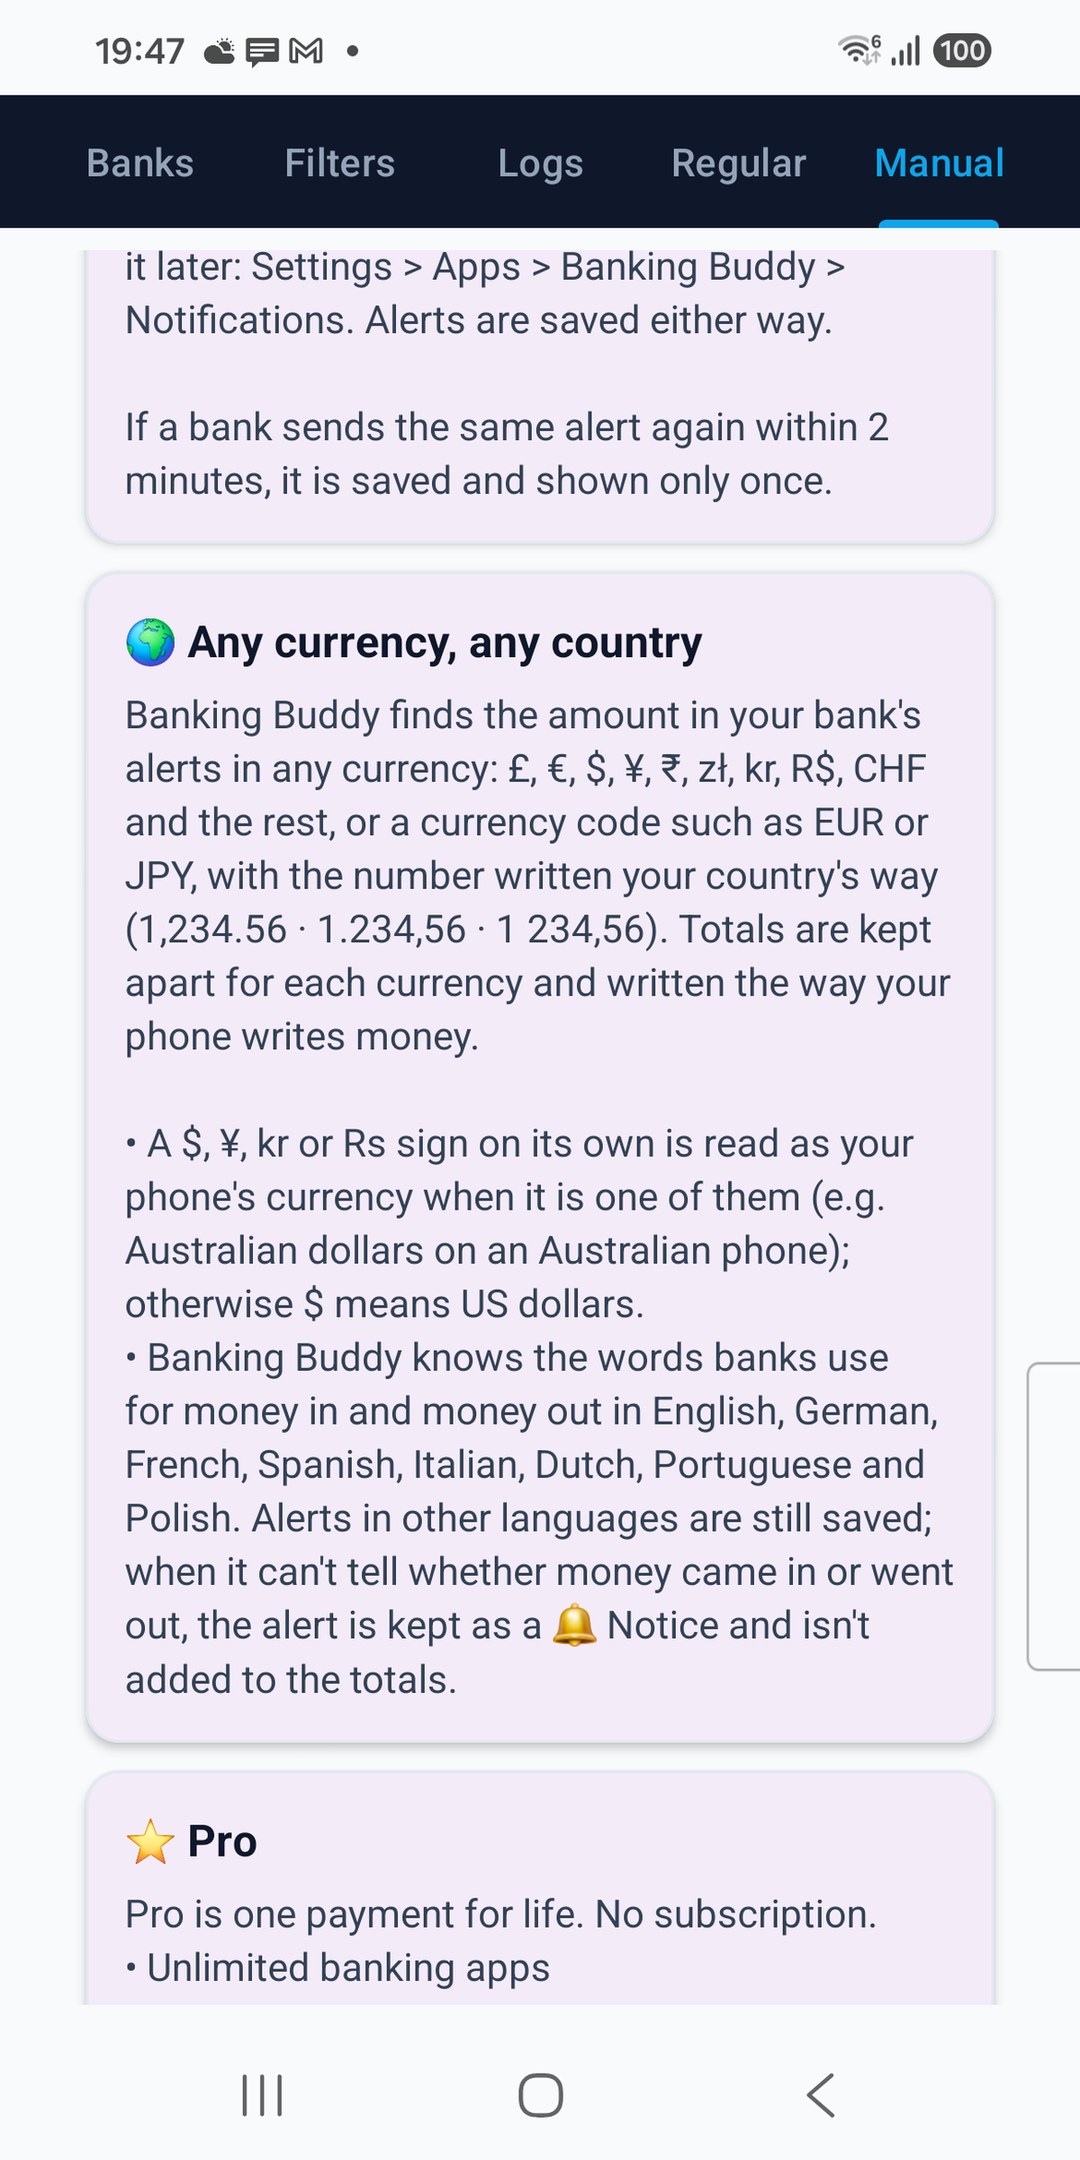 19:47
6
100
Banks Filters Logs Regular Manual
it later: Settings > Apps > Banking Buddy >
Notifications. Alerts are saved either way.
If a bank sends the same alert again within 2
minutes, it is saved and shown only once.
🌍 Any currency, any country
Banking Buddy finds the amount in your bank's
alerts in any currency: £, €, $, ¥, ₹, zł, kr, R$, CHF
and the rest, or a currency code such as EUR or
JPY, with the number written your country's way
(1,234.56 · 1.234,56 · 1 234,56). Totals are kept
apart for each currency and written the way your
phone writes money.
• A $, ¥, kr or Rs sign on its own is read as your
phone's currency when it is one of them (e.g.
Australian dollars on an Australian phone);
otherwise $ means US dollars.
• Banking Buddy knows the words banks use
for money in and money out in English, German,
French, Spanish, Italian, Dutch, Portuguese and
Polish. Alerts in other languages are still saved;
when it can't tell whether money came in or went
out, the alert is kept as a 🔔 Notice and isn't
added to the totals.
⭐ Pro
Pro is one payment for life. No subscription.
• Unlimited banking apps